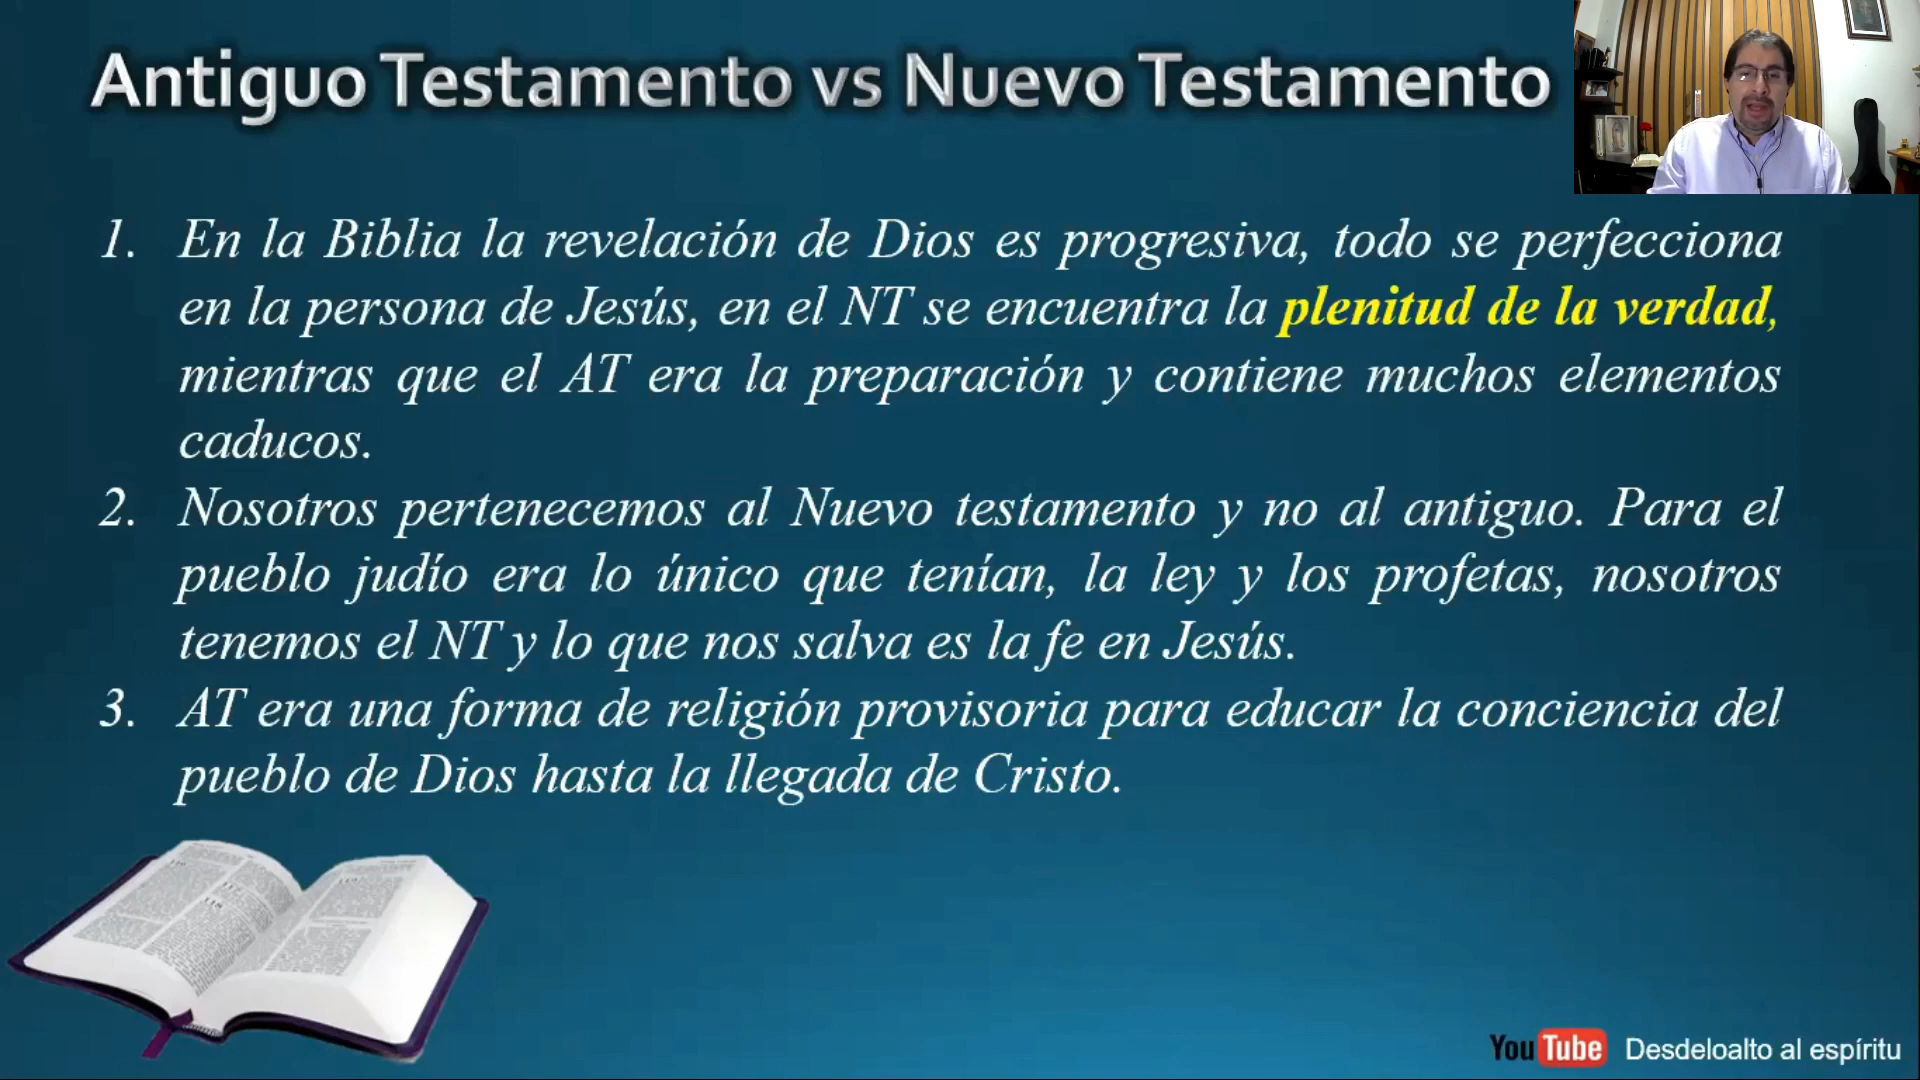 Antiguo Testamento vs Nuevo Testamento
1. En la Biblia la revelación de Dios es progresiva, todo se perfecciona
en la persona de Jesús, en el NT se encuentra la plenitud de la verdad,
mientras que el AT era la preparación y contiene muchos elementos
caducos.
2. Nosotros pertenecemos al Nuevo testamento y no al antiguo. Para el
pueblo judío era lo único que tenían, la ley y los profetas, nosotros
tenemos el NT y lo que nos salva es la fe en Jesús.
3. AT era una forma de religión provisoria para educar la conciencia del
pueblo de Dios hasta la llegada de Cristo.
117
118
YouTube Desdeloalto al espíritu